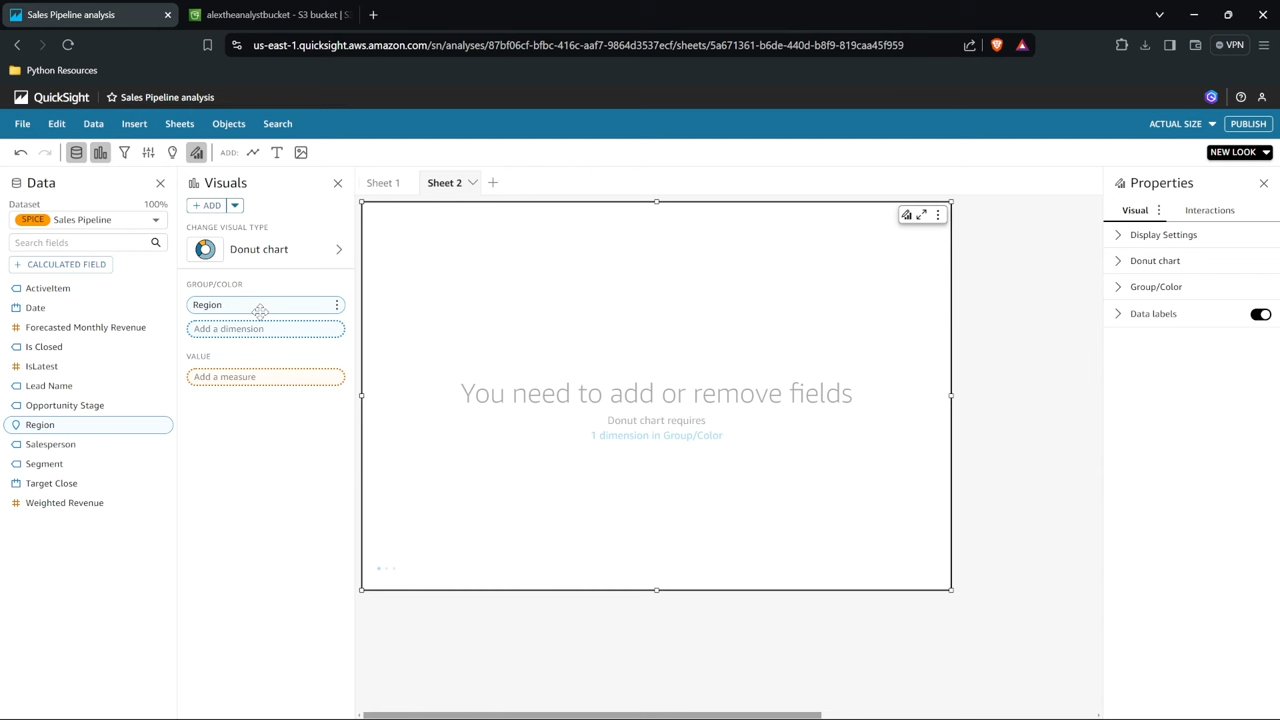 Sales Pipeline analysis
alextheanalystbucket - S3 bucket | S
us-east-1.quicksight.aws.amazon.com/sn/analyses/87bf06cf-bfbc-416c-aaf7-9864d3537ecf/sheets/5a671361-b6de-440d-b8f9-819caa45f959
VPN
Python Resources
QuickSight
Sales Pipeline analysis
File
Edit
Data
Insert
Sheets
Objects
Search
ACTUAL SIZE
PUBLISH
ADD:
NEW LOOK
Data
Visuals
Sheet 1
Sheet 2
Properties
Dataset
100%
SPICE
Sales Pipeline
Search fields
+ CALCULATED FIELD
ActiveItem
Date
Forecasted Monthly Revenue
Is Closed
IsLatest
Lead Name
Opportunity Stage
Region
Salesperson
Segment
Target Close
Weighted Revenue
+ ADD
CHANGE VISUAL TYPE
Donut chart
GROUP/COLOR
Region
Add a dimension
VALUE
Add a measure
You need to add or remove fields
Donut chart requires
1 dimension in Group/Color
Visual
Interactions
Display Settings
Donut chart
Group/Color
Data labels